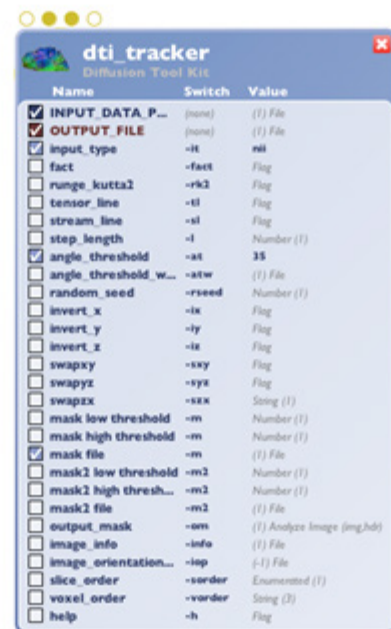 dti_tracker
Diffusion Tool Kit
Name Switch Value
INPUT_DATA_P... (none) (1) File
OUTPUT_FILE (none) (1) File
input_type -it nii
fact -fact Flag
runge_kutta2 -rk2 Flag
tensor_line -tl Flag
stream_line -sl Flag
step_length -l Number (1)
angle_threshold -at 35
angle_threshold_w... -atw (1) File
random_seed -rseed Number (1)
invert_x -ix Flag
invert_y -iy Flag
invert_z -iz Flag
swapxy -sxy Flag
swapyz -syz Flag
swapzx -szx String (1)
mask low threshold -m Number (1)
mask high threshold -m Number (1)
mask file -m (1) File
mask2 low threshold -m2 Number (1)
mask2 high thresh... -m2 Number (1)
mask2 file -m2 (1) File
output_mask -om (1) Analyze Image (img,hdr)
image_info -info (1) File
image_orientation... -iop (-1) File
slice_order -sorder Enumerated (1)
voxel_order -vorder String (3)
help -h Flag